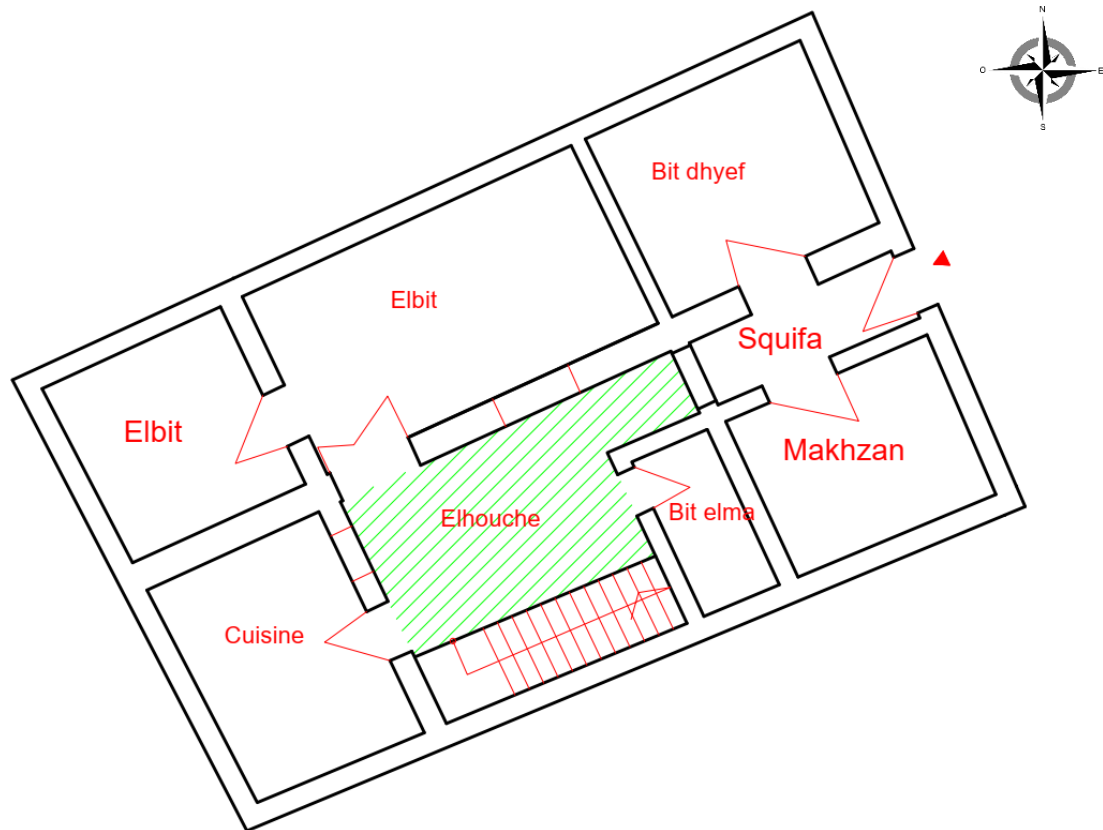 N
O
E
S
Bit dhyef
Elbit
Squifa
Elbit
Makhzan
Elhouche
Bit elma
Cuisine